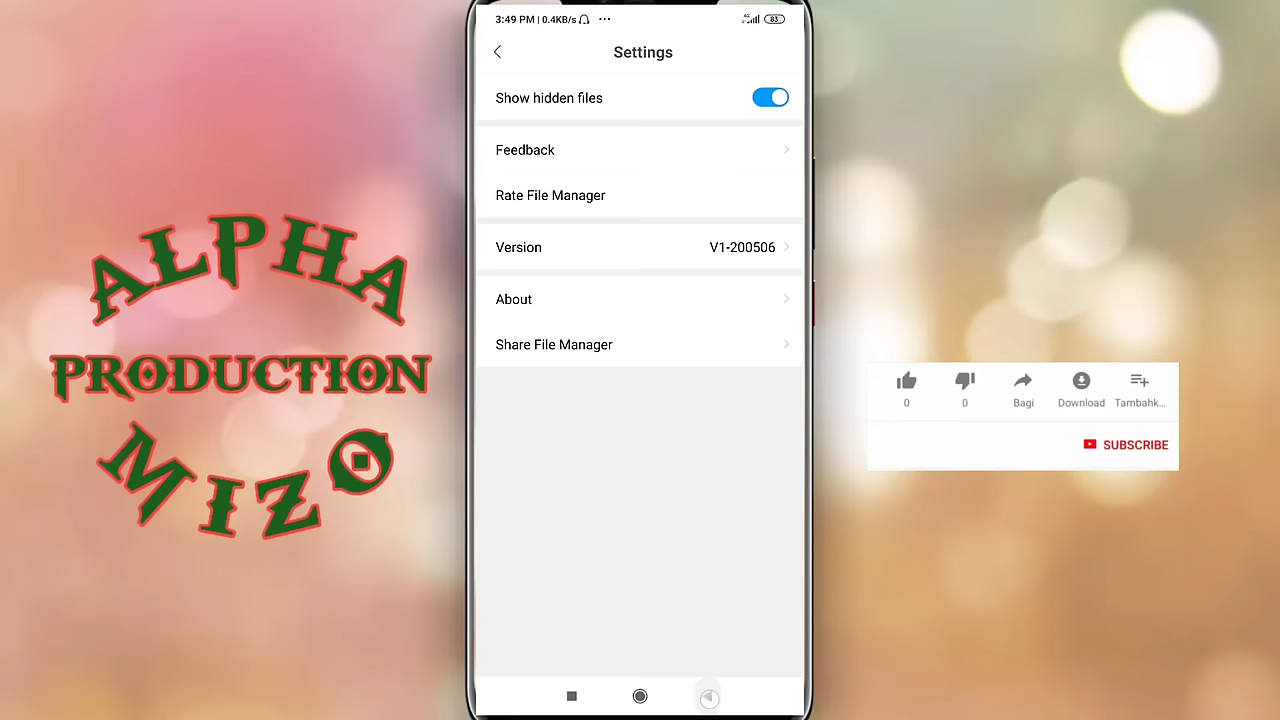 ALPHA
PRODUCTION
MIZO
3:49 PM | 0.4KB/s ...
4G
83
Settings
Show hidden files
Feedback
Rate File Manager
Version V1-200506
About
Share File Manager
0 0 Bagi Download Tambahk...
SUBSCRIBE